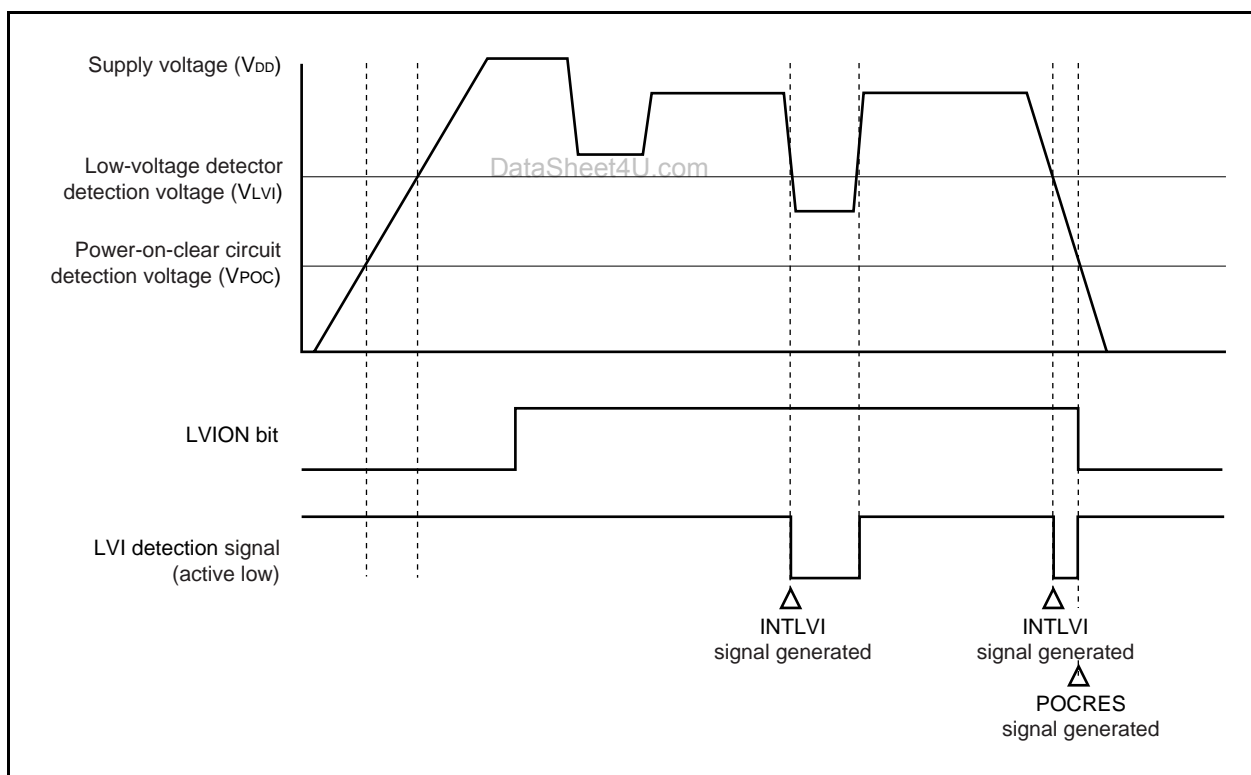 Supply voltage (VDD)
DataSheet4U.com
Low-voltage detector
detection voltage (VLVI)
Power-on-clear circuit
detection voltage (VPOC)
LVION bit
LVI detection signal
(active low)
INTLVI
signal generated
INTLVI
signal generated
POCRES
signal generated